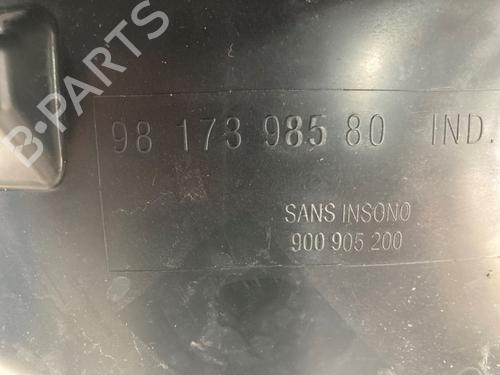 B-PARTS
98 173 985 80 IND.
SANS INSONO
900 905 200